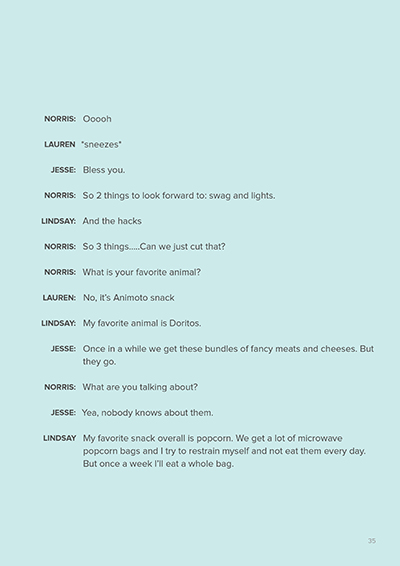 NORRIS: Ooooh
LAUREN *sneezes*
JESSE: Bless you.
NORRIS: So 2 things to look forward to: swag and lights.
LINDSAY: And the hacks
NORRIS: So 3 things.....Can we just cut that?
NORRIS: What is your favorite animal?
LAUREN: No, it's Animoto snack
LINDSAY: My favorite animal is Doritos.
JESSE: Once in a while we get these bundles of fancy meats and cheeses. But
they go.
NORRIS: What are you talking about?
JESSE: Yea, nobody knows about them.
LINDSAY My favorite snack overall is popcorn. We get a lot of microwave
popcorn bags and I try to restrain myself and not eat them every day.
But once a week I'll eat a whole bag.
35